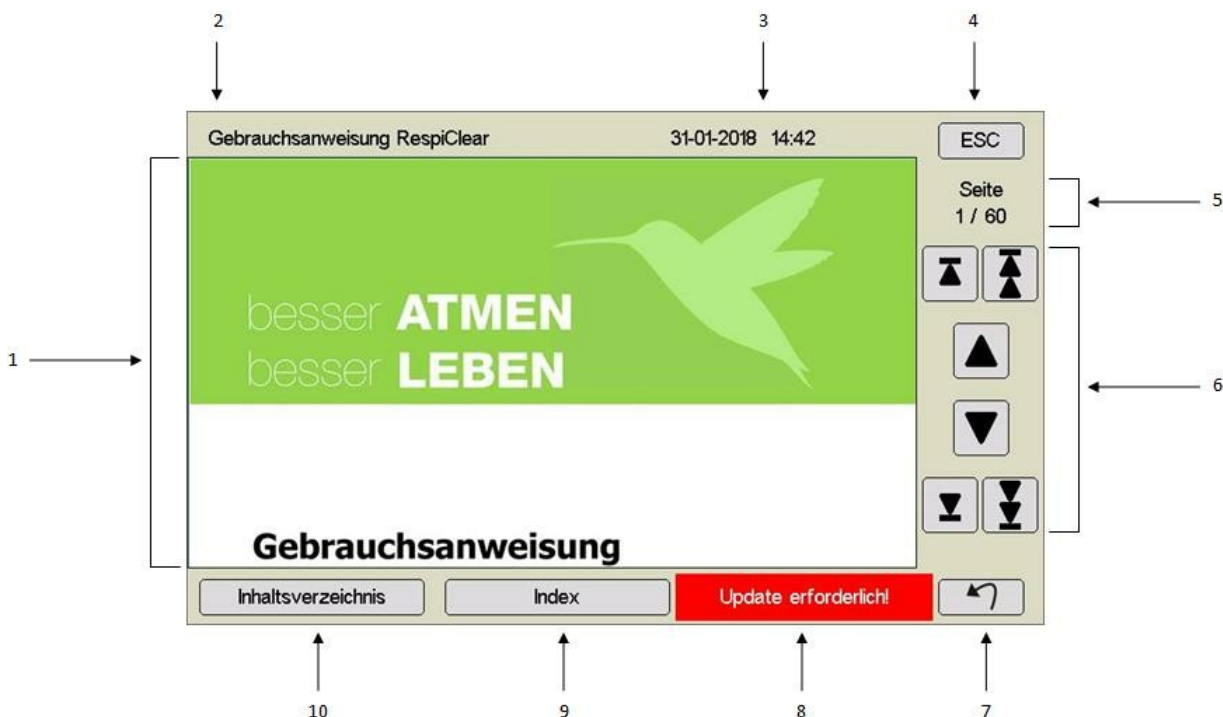 2 3 4
Gebrauchsanweisung RespiClear 31-01-2018 14:42 ESC
Seite
1 / 60
5
besser ATMEN
besser LEBEN
1
6
Gebrauchsanweisung
Inhaltsverzeichnis Index Update erforderlich!
10 9 8 7